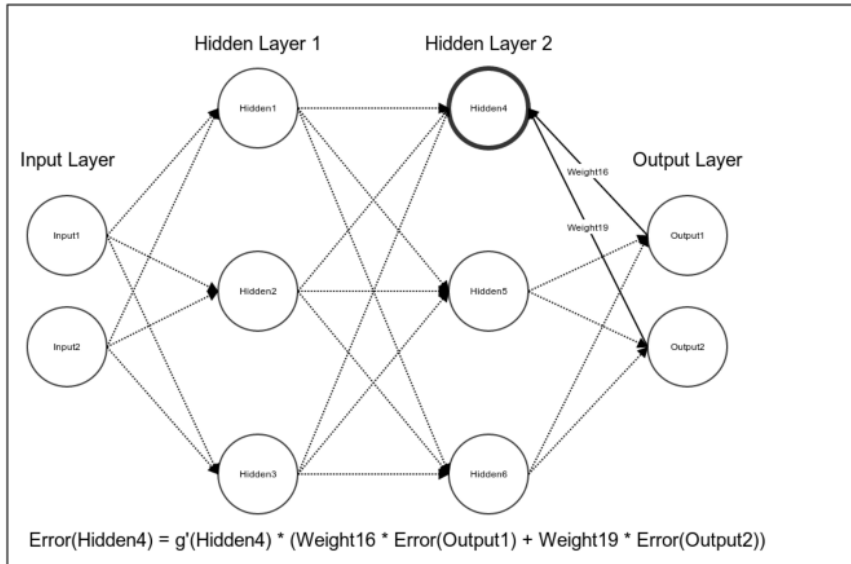 Hidden Layer 1
Hidden Layer 2
Hidden1
Hidden4
Input Layer
Output Layer
Weight16
Input1
Weight19
Output1
Hidden2
Hidden5
Input2
Output2
Hidden3
Hidden6
Error(Hidden4) = g'(Hidden4) * (Weight16 * Error(Output1) + Weight19 * Error(Output2))